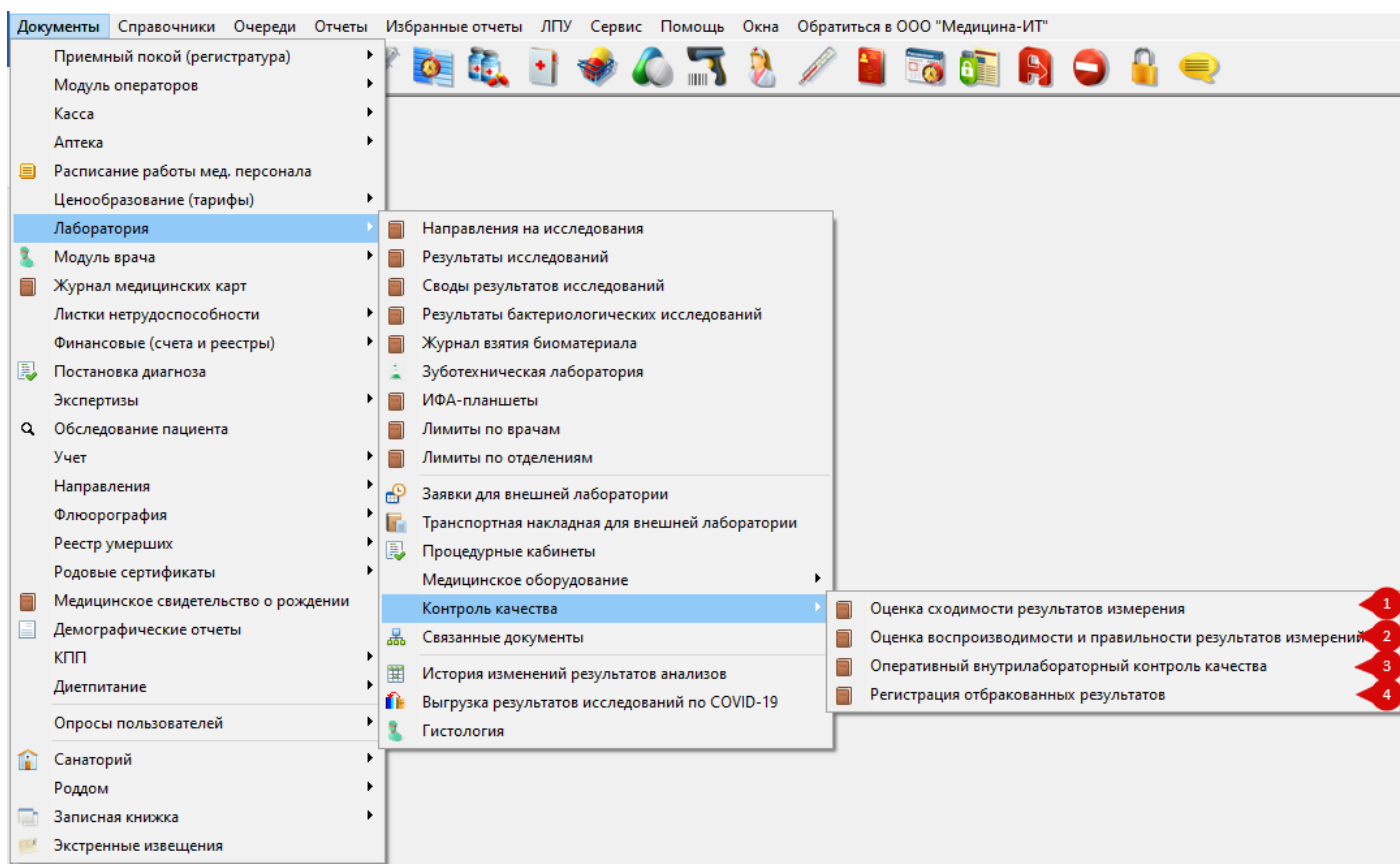 Документы Справочники Очереди Отчеты Избранные отчеты ЛПУ Сервис Помощь Окна Обратиться в ООО "Медицина-ИТ"
Приемный покой (регистратура)
Модуль операторов
Касса
Аптека
Расписание работы мед. персонала
Ценообразование (тарифы)
Лаборатория
Модуль врача
Журнал медицинских карт
Листки нетрудоспособности
Финансовые (счета и реестры)
Постановка диагноза
Экспертизы
Обследование пациента
Учет
Направления
Флюорография
Реестр умерших
Родовые сертификаты
Медицинское свидетельство о рождении
Демографические отчеты
КПП
Диетпитание
Опросы пользователей
Санаторий
Роддом
Записная книжка
Экстренные извещения
Направления на исследования
Результаты исследований
Своды результатов исследований
Результаты бактериологических исследований
Журнал взятия биоматериала
Зуботехническая лаборатория
ИФА-планшеты
Лимиты по врачам
Лимиты по отделениям
Заявки для внешней лаборатории
Транспортная накладная для внешней лаборатории
Процедурные кабинеты
Медицинское оборудование
Контроль качества
Связанные документы
История изменений результатов анализов
Выгрузка результатов исследований по COVID-19
Гистология
Оценка сходимости результатов измерения 1
Оценка воспроизводимости и правильности результатов измерений 2
Оперативный внутрилабораторный контроль качества 3
Регистрация отбракованных результатов 4